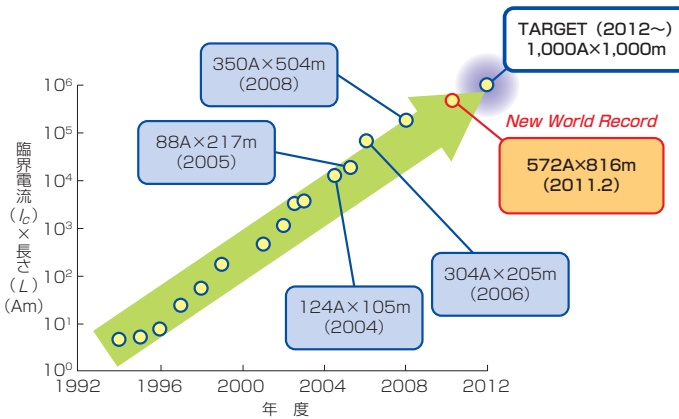 TARGET（2012～）
1,000A×1,000m
350A×504m
（2008）
88A×217m
（2005）
New World Record
572A×816m
（2011.2）
304A×205m
（2006）
124A×105m
（2004）
臨界電流（Ic）×長さ（L）（Am）
10⁶
10⁵
10⁴
10³
10²
10¹
10⁰
1992 1996 2000 2004 2008 2012
年 度